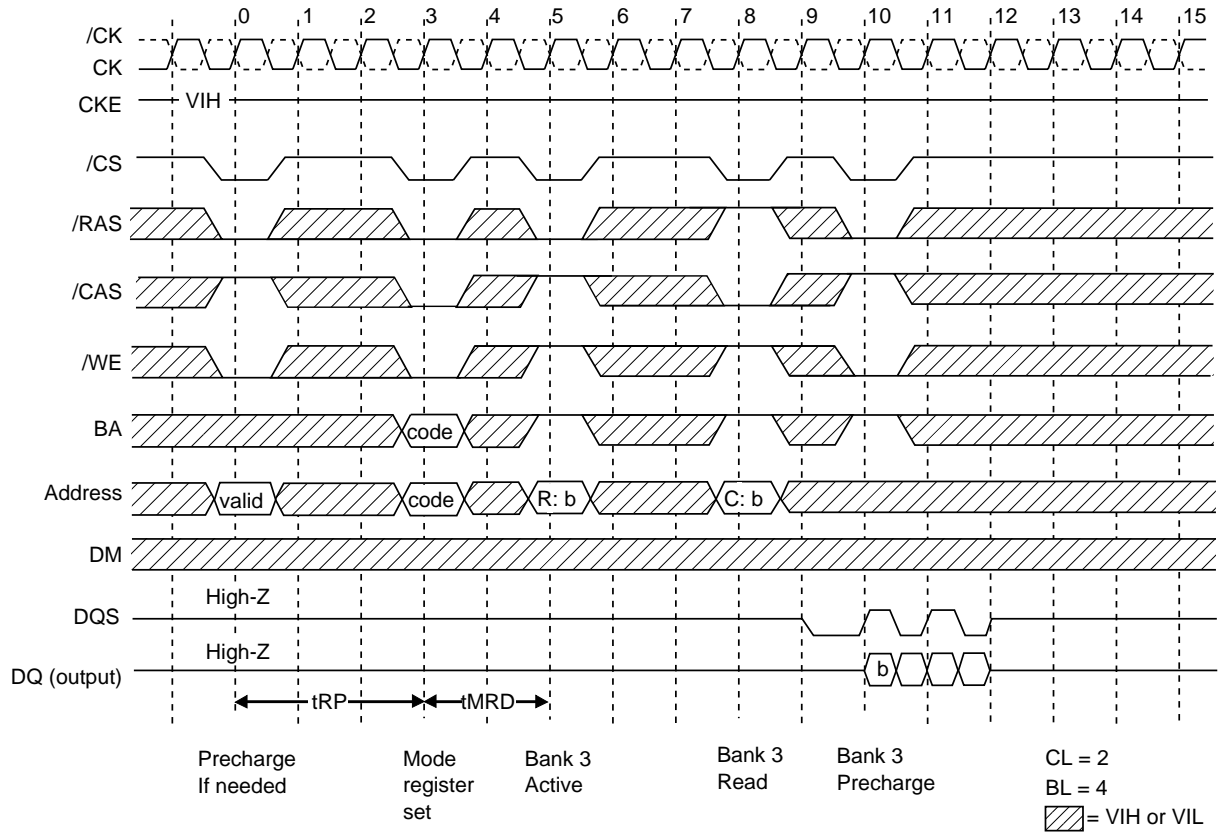 0 1 2 3 4 5 6 7 8 9 10 11 12 13 14 15
/CK
CK
CKE VIH
/CS
/RAS
/CAS
/WE
BA code
Address valid code R: b C: b
DM
High-Z
DQS
High-Z
DQ (output) b
tRP tMRD
Precharge If needed
Mode register set
Bank 3 Active
Bank 3 Read
Bank 3 Precharge
CL = 2
BL = 4
= VIH or VIL